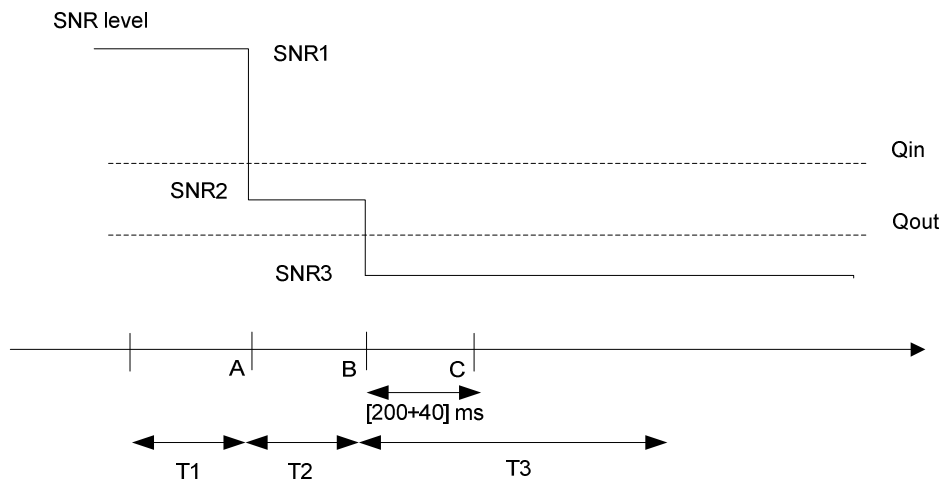 SNR level
SNR1
Qin
SNR2
Qout
SNR3
A
B
C
[200+40] ms
T1
T2
T3